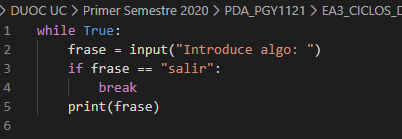 > DUOC UC > Primer Semestre 2020 > PDA_PGY1121 > EA3_CICLOS_D
1 while True:
2     frase = input("Introduce algo: ")
3     if frase == "salir":
4         break
5     print(frase)
6